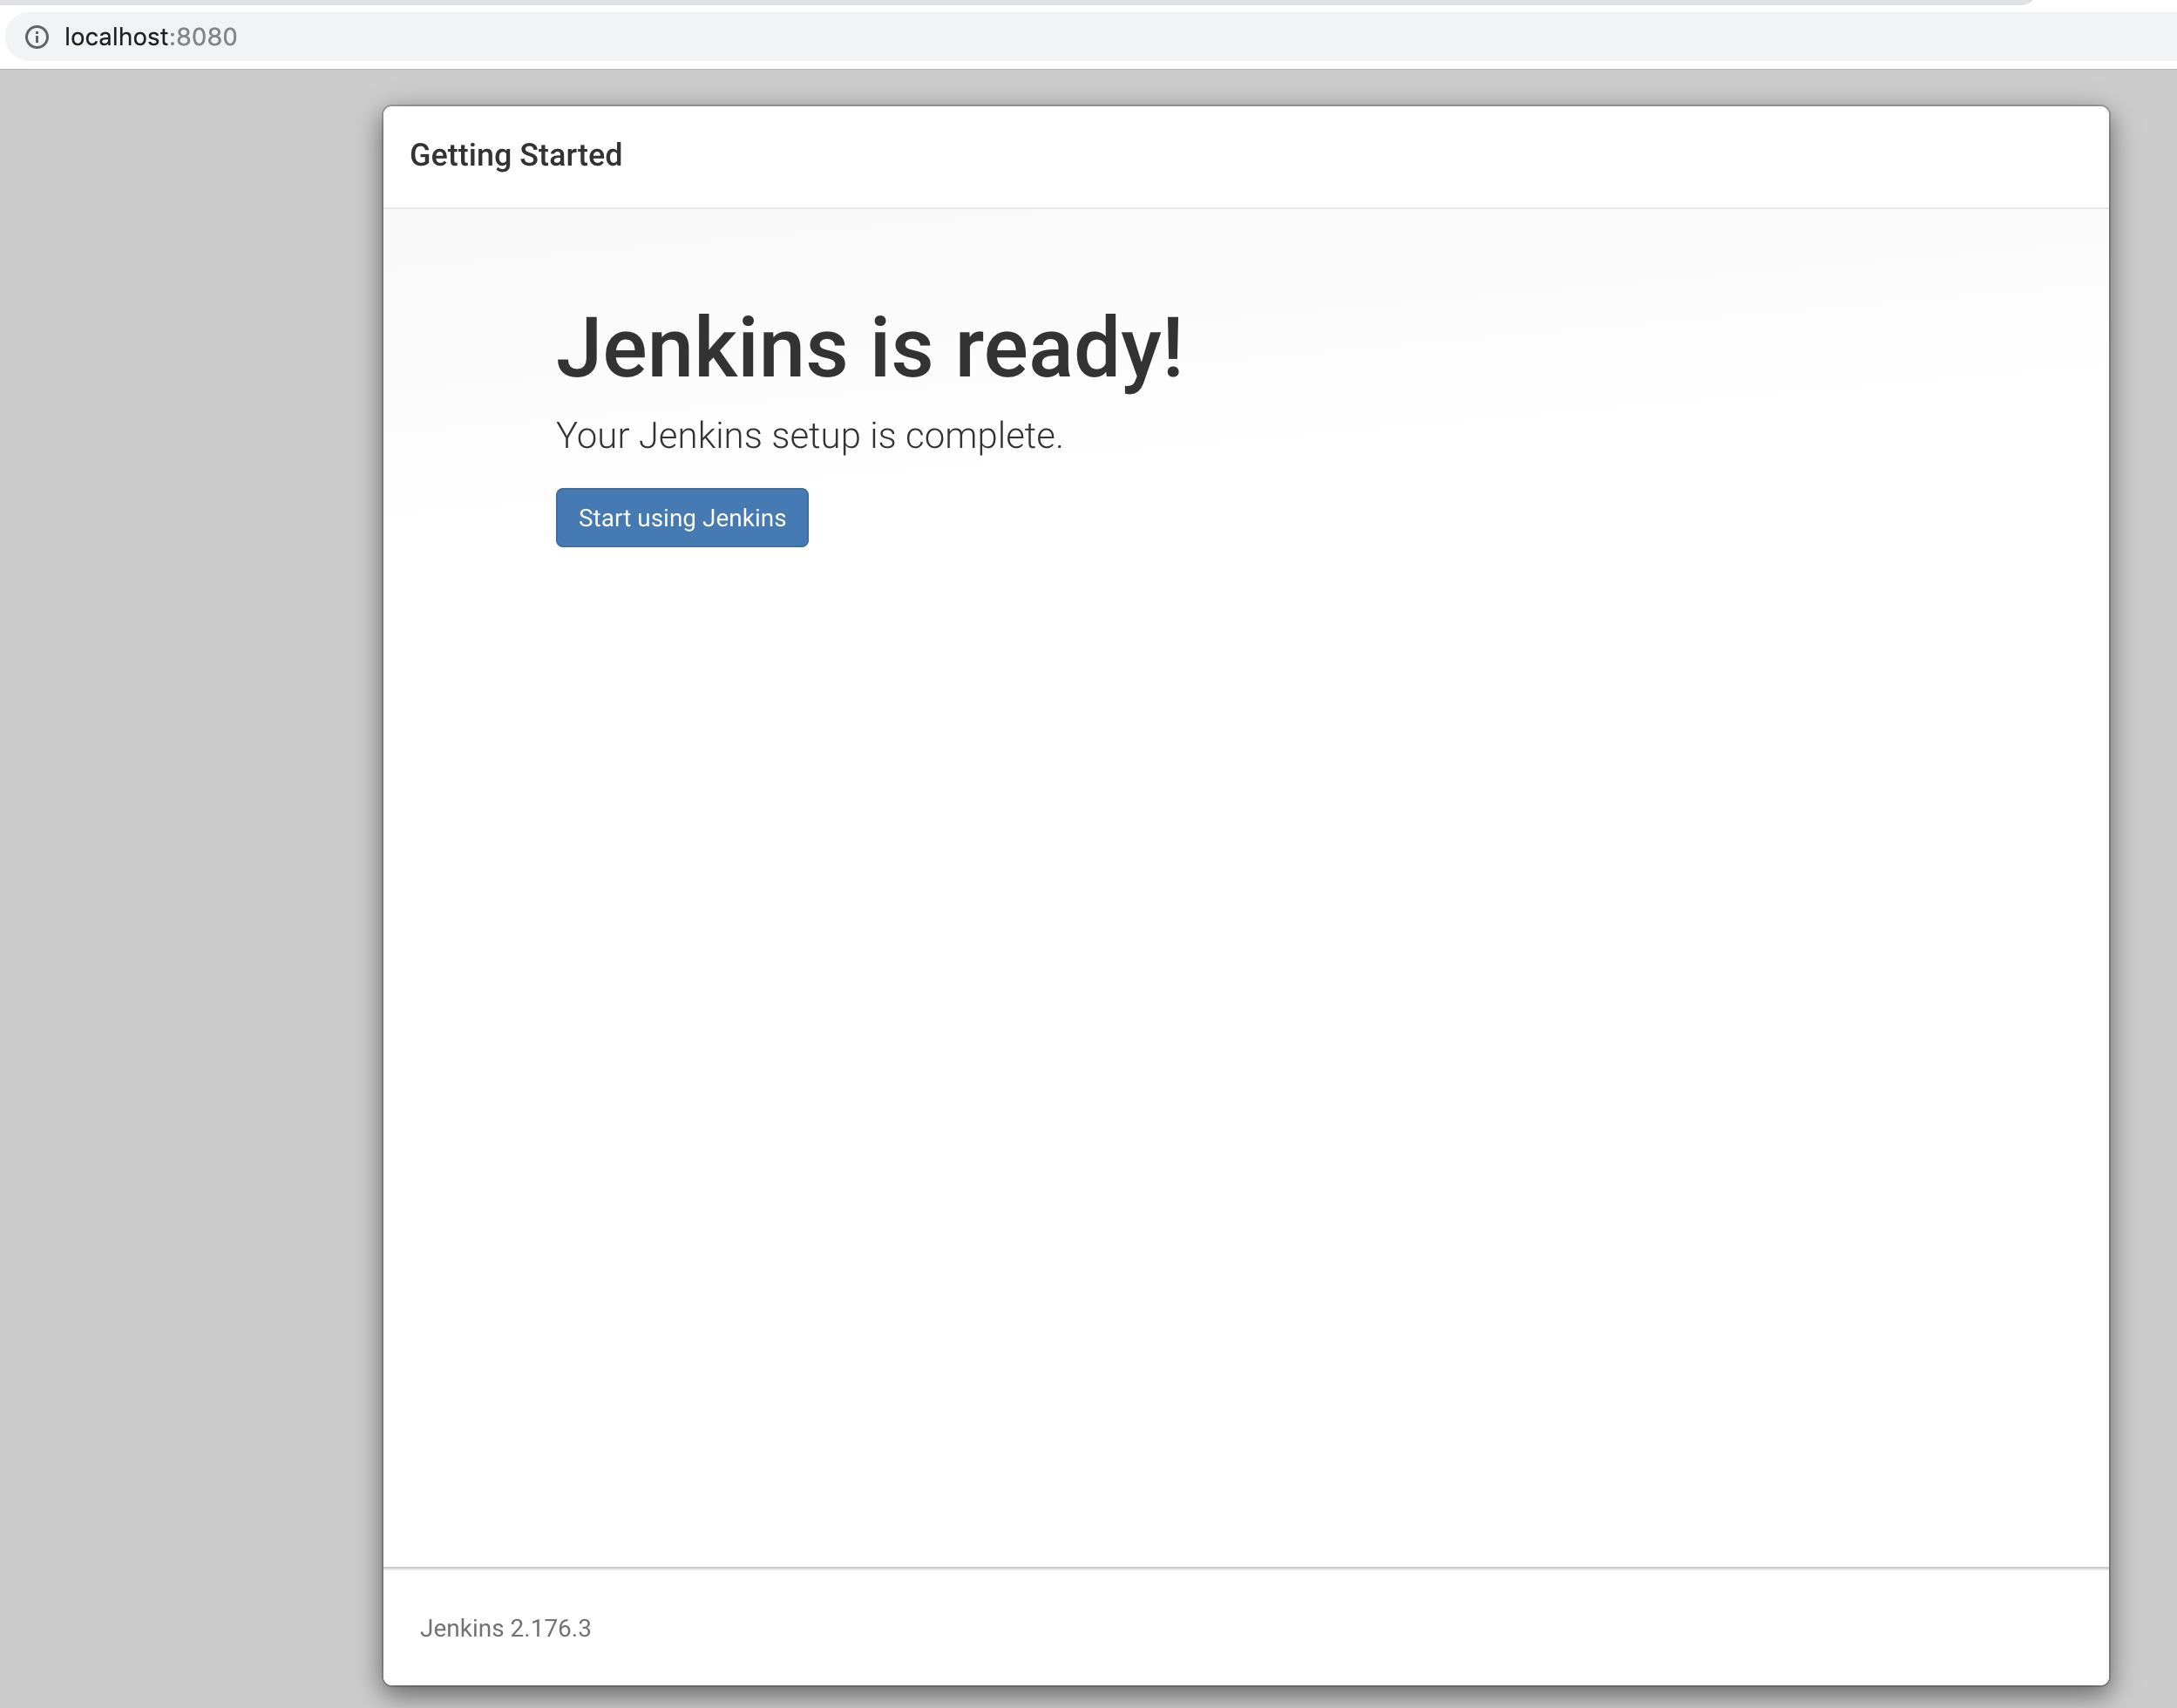 localhost:8080
Getting Started
Jenkins is ready!
Your Jenkins setup is complete.
Start using Jenkins
Jenkins 2.176.3